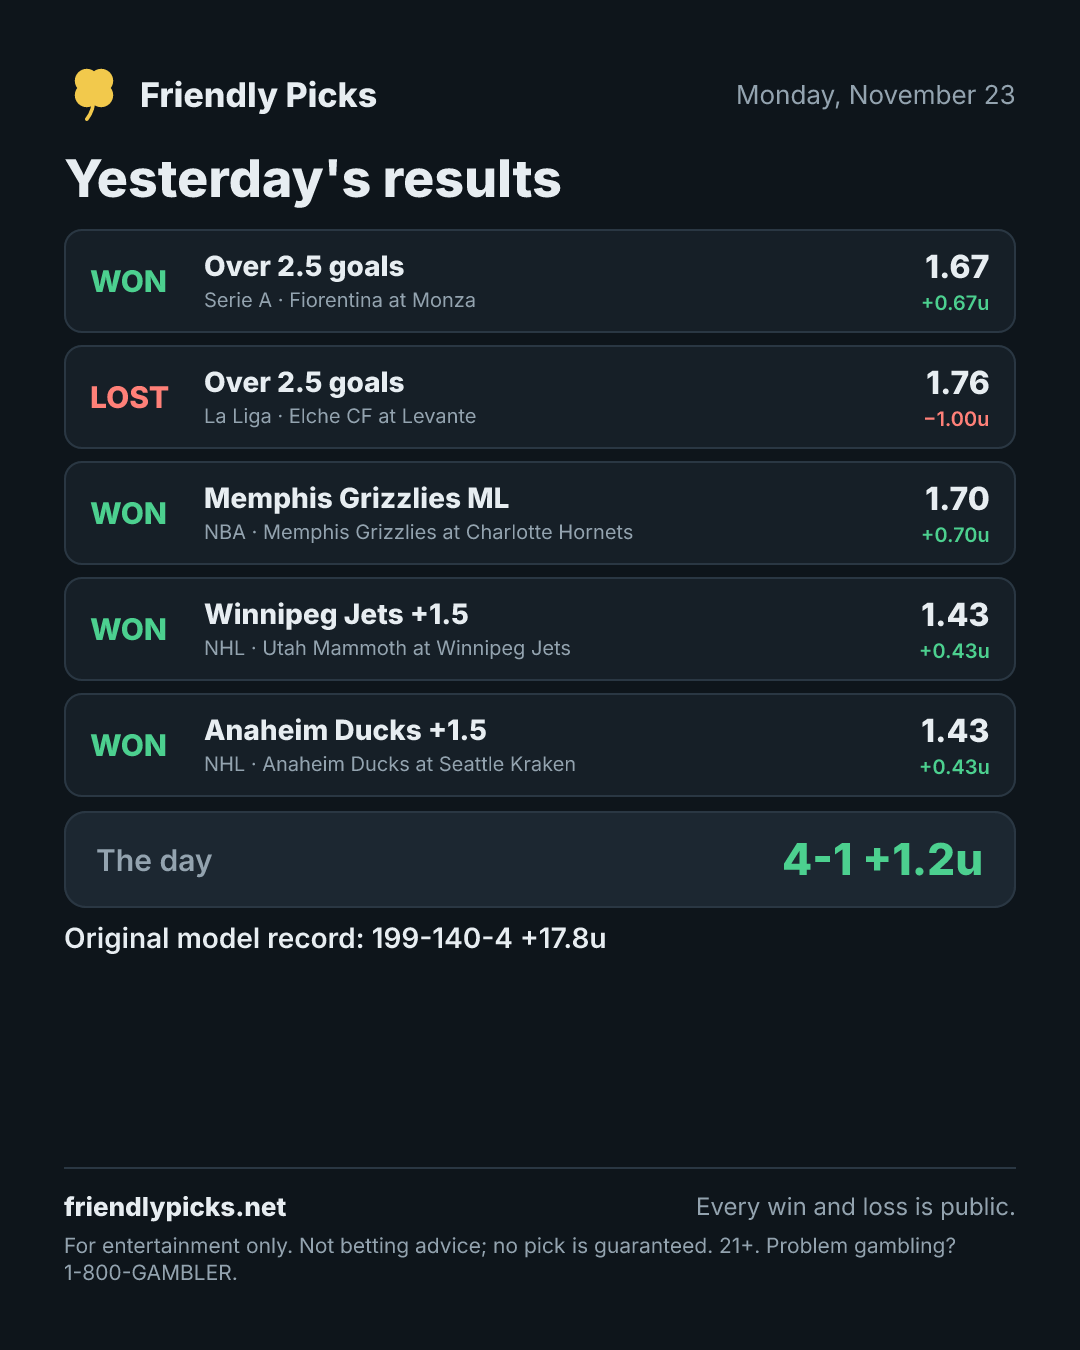 Friendly Picks
Monday, November 23
Yesterday's results
WON
Over 2.5 goals
Serie A · Fiorentina at Monza
1.67
+0.67u
LOST
Over 2.5 goals
La Liga · Elche CF at Levante
1.76
−1.00u
WON
Memphis Grizzlies ML
NBA · Memphis Grizzlies at Charlotte Hornets
1.70
+0.70u
WON
Winnipeg Jets +1.5
NHL · Utah Mammoth at Winnipeg Jets
1.43
+0.43u
WON
Anaheim Ducks +1.5
NHL · Anaheim Ducks at Seattle Kraken
1.43
+0.43u
The day
4-1 +1.2u
Original model record: 199-140-4 +17.8u
friendlypicks.net
Every win and loss is public.
For entertainment only. Not betting advice; no pick is guaranteed. 21+. Problem gambling?
1-800-GAMBLER.